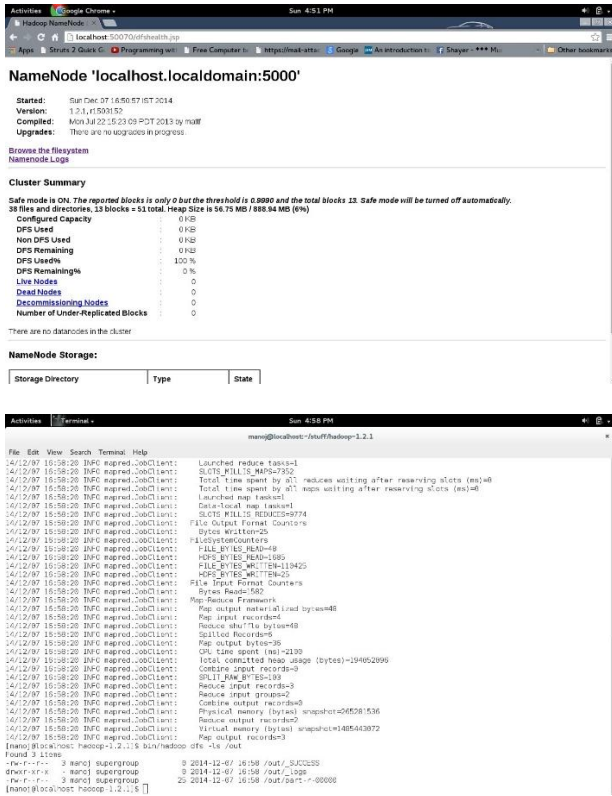 Activities Google Chrome Sun 4:51 PM
Hadoop NameNode
localhost:50070/dfshealth.jsp
Apps Struts 2 Quick G Programming wit Free Computer Google An introduction to Shayer - *** Mu Other bookmarks
NameNode 'localhost.localdomain:5000'
Started: Sun Dec 07 16:50:57 IST 2014
Version: 1.2.1, r1503152
Compiled: Mon Jul 22 15:23:09 PDT 2013 by mattf
Upgrades: There are no upgrades in progress.
Browse the filesystem
Namenode Logs
Cluster Summary
Safe mode is ON. The reported blocks is only 0 but the threshold is 0.9990 and the total blocks 13. Safe mode will be turned off automatically.
38 files and directories, 13 blocks = 51 total. Heap Size is 56.75 MB / 888.94 MB (6%)
Configured Capacity : 0 KB
DFS Used : 0 KB
Non DFS Used : 0 KB
DFS Remaining : 0 KB
DFS Used% : 100 %
DFS Remaining% : 0 %
Live Nodes : 0
Dead Nodes : 0
Decommissioning Nodes : 0
Number of Under-Replicated Blocks : 0
There are no datanodes in the cluster
NameNode Storage:
Storage Directory Type State
Activities Terminal Sun 4:58 PM
manoj@localhost:~/stuff/hadoop-1.2.1
File Edit View Search Terminal Help
14/12/07 16:58:20 INFO mapred.JobClient: Launched reduce tasks=1
14/12/07 16:58:20 INFO mapred.JobClient: SLOTS_MILLIS_MAPS=7352
14/12/07 16:58:20 INFO mapred.JobClient: Total time spent by all reduces waiting after reserving slots (ms)=0
14/12/07 16:58:20 INFO mapred.JobClient: Total time spent by all maps waiting after reserving slots (ms)=0
14/12/07 16:58:20 INFO mapred.JobClient: Launched map tasks=1
14/12/07 16:58:20 INFO mapred.JobClient: Data-local map tasks=1
14/12/07 16:58:20 INFO mapred.JobClient: SLOTS_MILLIS_REDUCES=9774
14/12/07 16:58:20 INFO mapred.JobClient: File Output Format Counters
14/12/07 16:58:20 INFO mapred.JobClient: Bytes Written=25
14/12/07 16:58:20 INFO mapred.JobClient: FileSystemCounters
14/12/07 16:58:20 INFO mapred.JobClient: FILE_BYTES_READ=48
14/12/07 16:58:20 INFO mapred.JobClient: HDFS_BYTES_READ=1685
14/12/07 16:58:20 INFO mapred.JobClient: FILE_BYTES_WRITTEN=110425
14/12/07 16:58:20 INFO mapred.JobClient: HDFS_BYTES_WRITTEN=25
14/12/07 16:58:20 INFO mapred.JobClient: File Input Format Counters
14/12/07 16:58:20 INFO mapred.JobClient: Bytes Read=1582
14/12/07 16:58:20 INFO mapred.JobClient: Map-Reduce Framework
14/12/07 16:58:20 INFO mapred.JobClient: Map output materialized bytes=48
14/12/07 16:58:20 INFO mapred.JobClient: Map input records=4
14/12/07 16:58:20 INFO mapred.JobClient: Reduce shuffle bytes=48
14/12/07 16:58:20 INFO mapred.JobClient: Spilled Records=6
14/12/07 16:58:20 INFO mapred.JobClient: Map output bytes=36
14/12/07 16:58:20 INFO mapred.JobClient: CPU time spent (ms)=2100
14/12/07 16:58:20 INFO mapred.JobClient: Total committed heap usage (bytes)=194052096
14/12/07 16:58:20 INFO mapred.JobClient: Combine input records=0
14/12/07 16:58:20 INFO mapred.JobClient: SPLIT_RAW_BYTES=103
14/12/07 16:58:20 INFO mapred.JobClient: Reduce input records=3
14/12/07 16:58:20 INFO mapred.JobClient: Reduce input groups=2
14/12/07 16:58:20 INFO mapred.JobClient: Combine output records=0
14/12/07 16:58:20 INFO mapred.JobClient: Physical memory (bytes) snapshot=265281536
14/12/07 16:58:20 INFO mapred.JobClient: Reduce output records=2
14/12/07 16:58:20 INFO mapred.JobClient: Virtual memory (bytes) snapshot=1485443072
14/12/07 16:58:20 INFO mapred.JobClient: Map output records=3
[manoj@localhost hadoop-1.2.1]$ bin/hadoop dfs -ls /out
Found 3 items
-rw-r--r-- 3 manoj supergroup 0 2014-12-07 16:58 /out/_SUCCESS
drwxr-xr-x - manoj supergroup 0 2014-12-07 16:58 /out/_logs
-rw-r--r-- 3 manoj supergroup 25 2014-12-07 16:58 /out/part-r-00000
[manoj@localhost hadoop-1.2.1]$